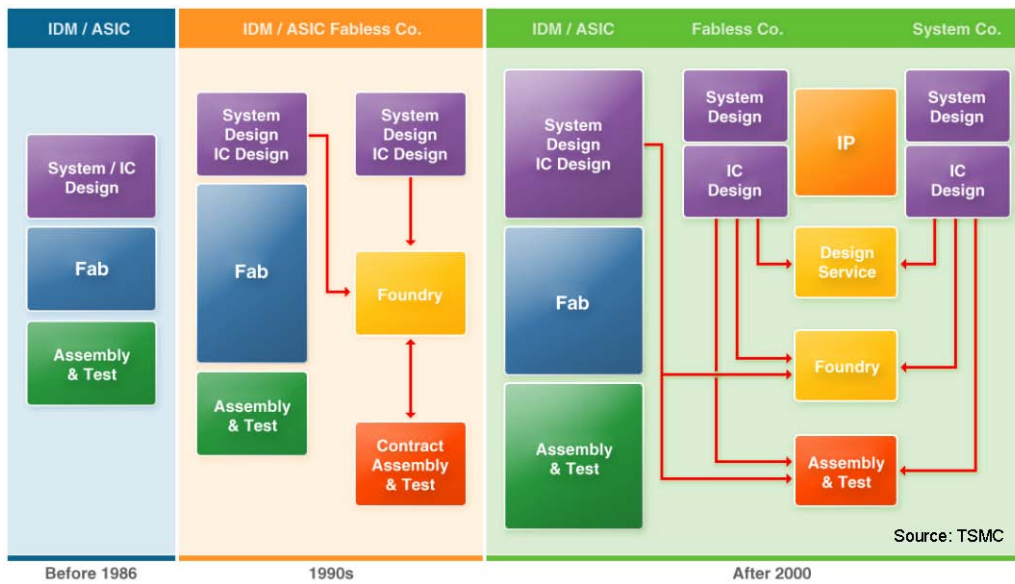 IDM / ASIC
System / IC
Design
Fab
Assembly
& Test
Before 1986
IDM / ASIC Fabless Co.
System
Design
IC Design
Fab
Assembly
& Test
System
Design
IC Design
Foundry
Contract
Assembly
& Test
1990s
IDM / ASIC
Fabless Co.
System Co.
System
Design
IC Design
Fab
Assembly
& Test
System
Design
IC
Design
IP
Design
Service
Foundry
Assembly
& Test
System
Design
IC
Design
Source: TSMC
After 2000